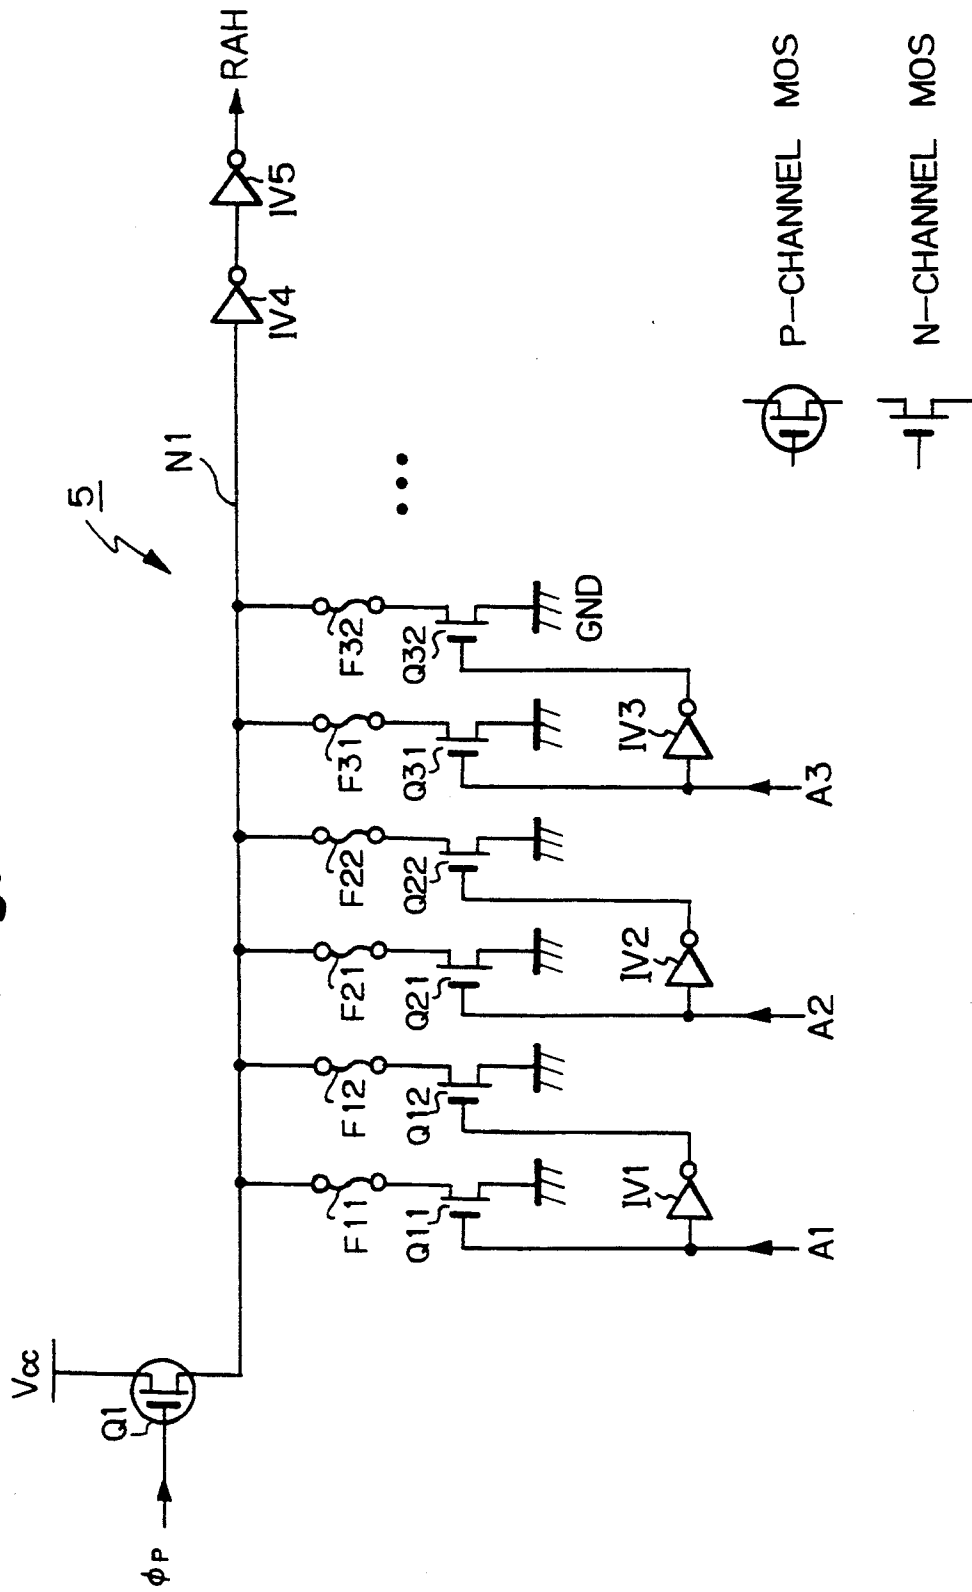 5
Vcc
Q1
φP
N1
IV4
IV5
RAH
F11
F12
F21
F22
F31
F32
Q11
Q12
Q21
Q22
Q31
Q32
GND
IV1
IV2
IV3
A1
A2
A3
P-CHANNEL MOS
N-CHANNEL MOS